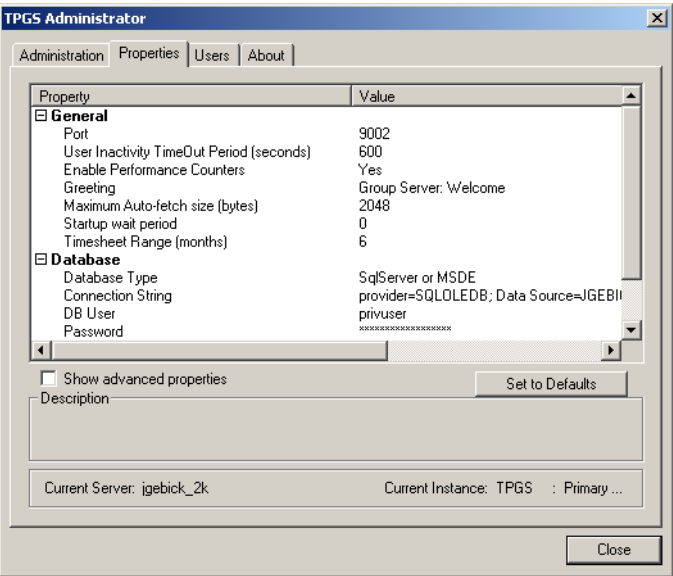 TPGS Administrator
Administration Properties Users About
Property Value
General
Port 9002
User Inactivity TimeOut Period (seconds) 600
Enable Performance Counters Yes
Greeting Group Server: Welcome
Maximum Auto-fetch size (bytes) 2048
Startup wait period 0
Timesheet Range (months) 6
Database
Database Type SqlServer or MSDE
Connection String provider=SQLOLEDB; Data Source=JGEBI
DB User privuser
Password ******************
Show advanced properties Set to Defaults
Description
Current Server: jgebick_2k Current Instance: TPGS : Primary ...
Close